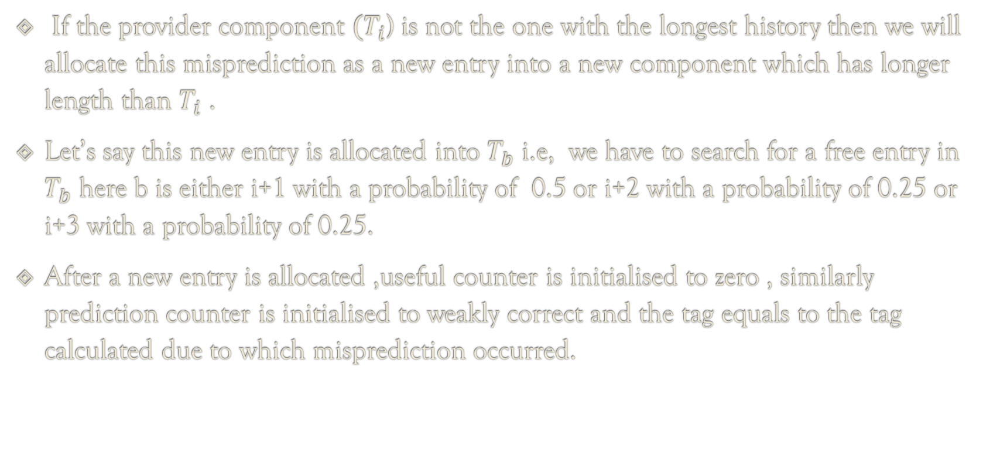 ❖ If the provider component (Tᵢ) is not the one with the longest history then we will
allocate this misprediction as a new entry into a new component which has longer
length than Tᵢ .
❖ Let’s say this new entry is allocated into T_b i.e, we have to search for a free entry in
T_b here b is either i+1 with a probability of 0.5 or i+2 with a probability of 0.25 or
i+3 with a probability of 0.25.
❖ After a new entry is allocated ,useful counter is initialised to zero , similarly
prediction counter is initialised to weakly correct and the tag equals to the tag
calculated due to which misprediction occurred.